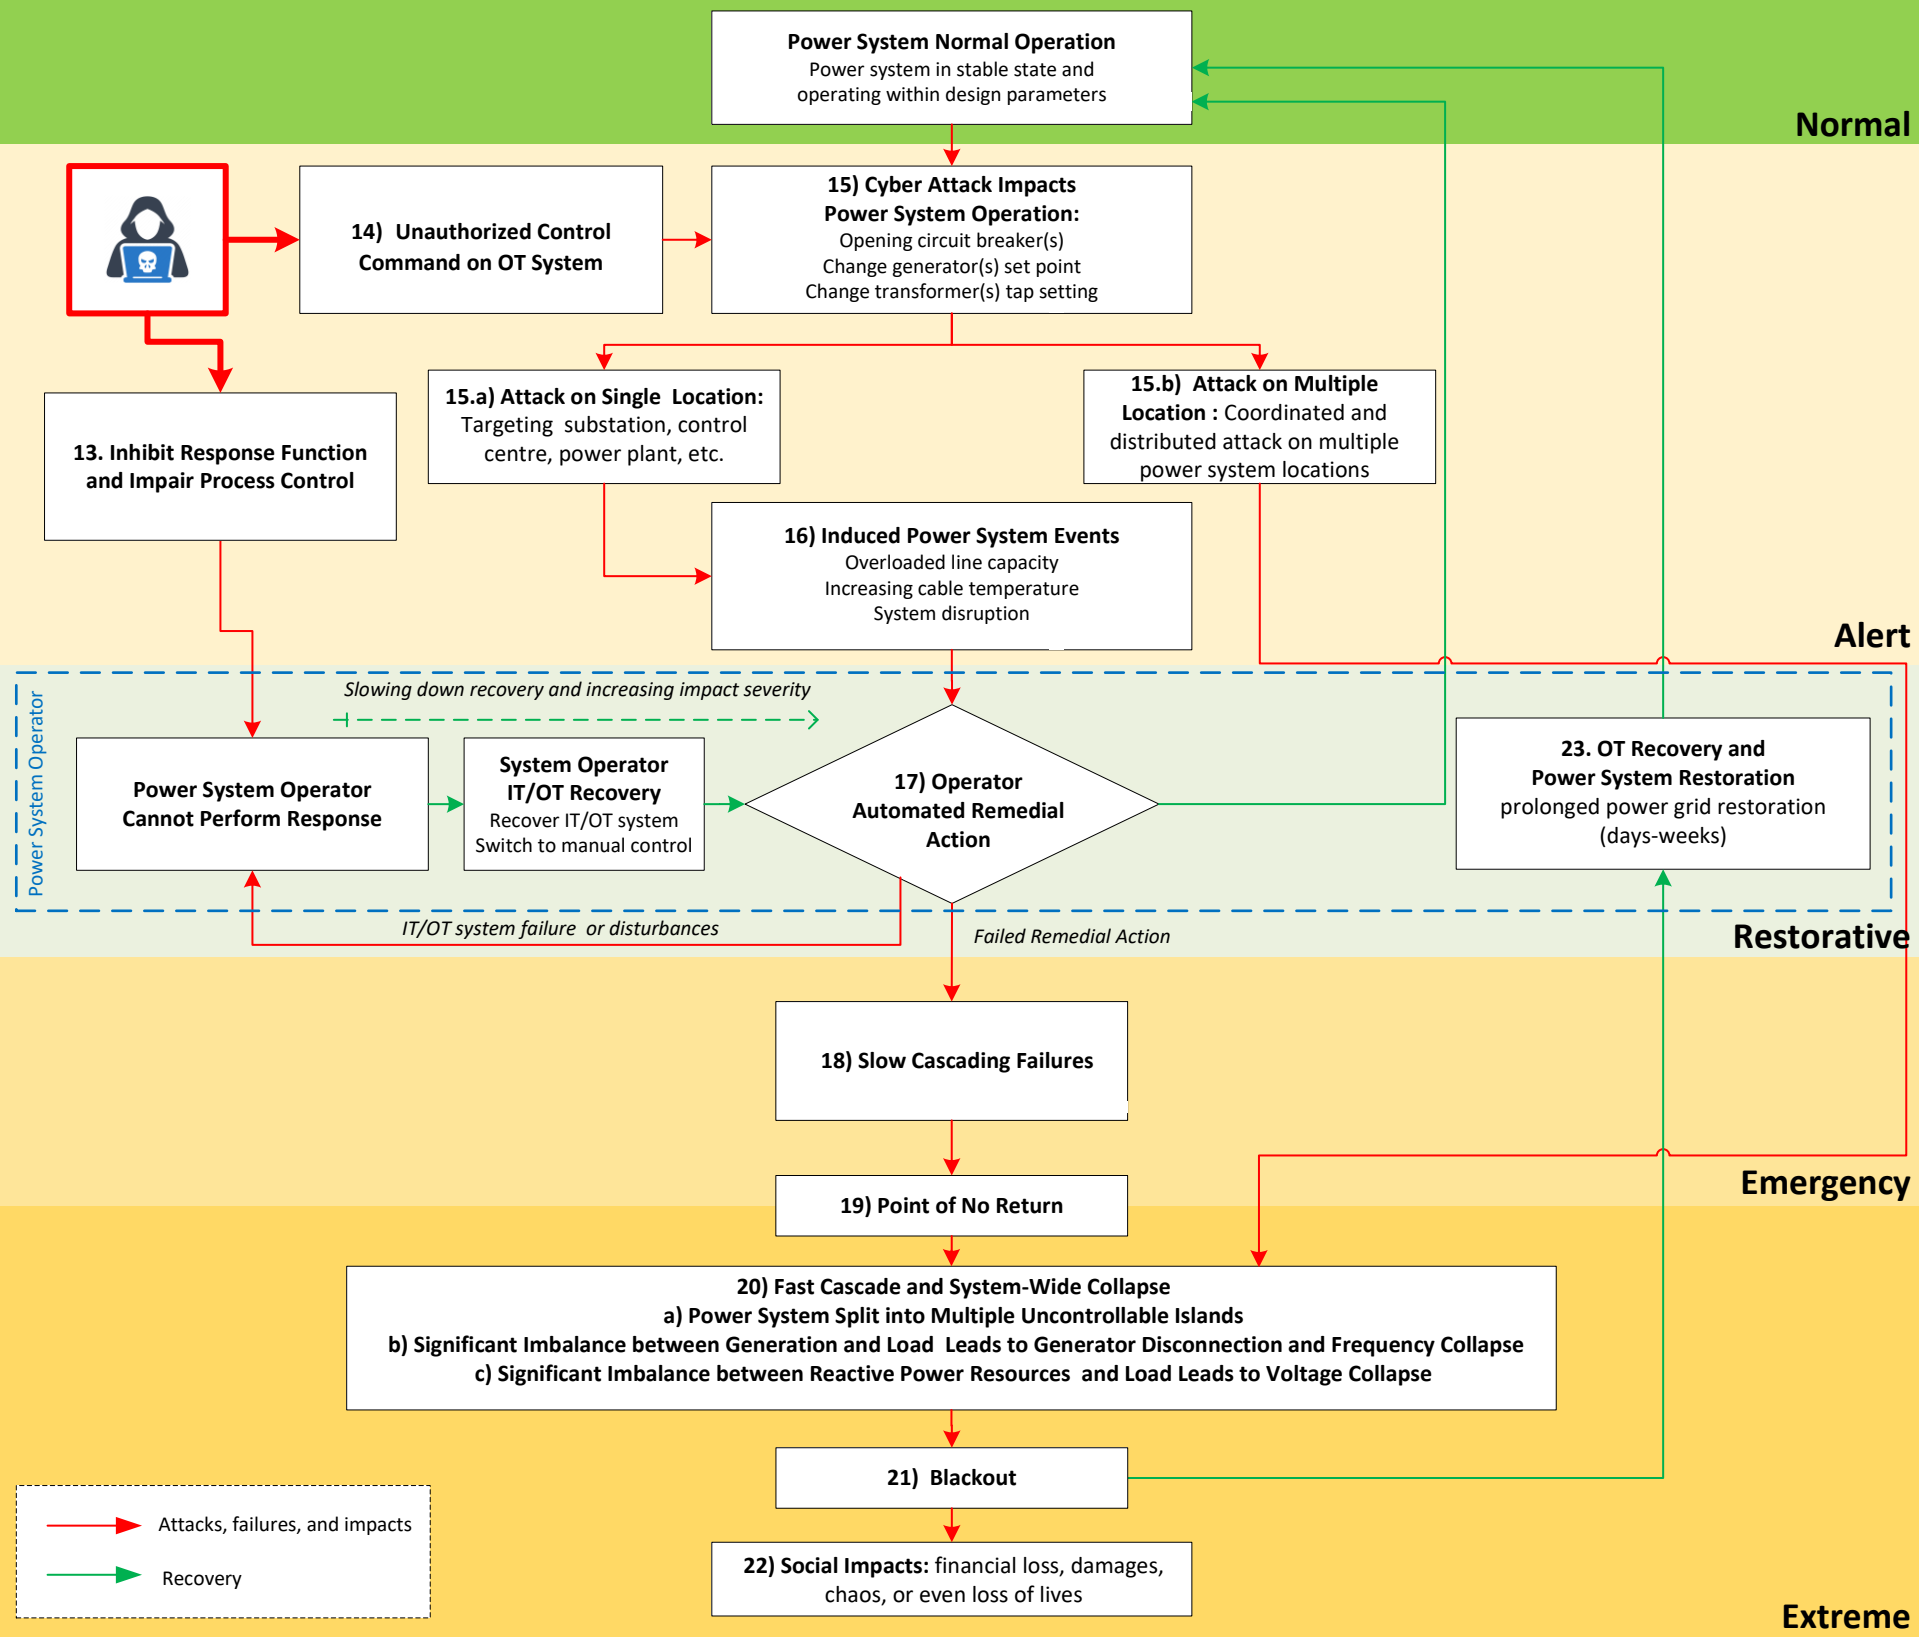 Power System Normal Operation
Power system in stable state and
operating within design parameters
Normal
14) Unauthorized Control
Command on OT System
15) Cyber Attack Impacts
Power System Operation:
Opening circuit breaker(s)
Change generator(s) set point
Change transformer(s) tap setting
13. Inhibit Response Function
and Impair Process Control
15.a) Attack on Single Location:
Targeting substation, control
centre, power plant, etc.
15.b) Attack on Multiple
Location : Coordinated and
distributed attack on multiple
power system locations
16) Induced Power System Events
Overloaded line capacity
Increasing cable temperature
System disruption
Alert
Power System Operator
Slowing down recovery and increasing impact severity
Power System Operator
Cannot Perform Response
System Operator
IT/OT Recovery
Recover IT/OT system
Switch to manual control
17) Operator
Automated Remedial
Action
23. OT Recovery and
Power System Restoration
prolonged power grid restoration
(days-weeks)
IT/OT system failure or disturbances
Failed Remedial Action
Restorative
18) Slow Cascading Failures
19) Point of No Return
Emergency
20) Fast Cascade and System-Wide Collapse
a) Power System Split into Multiple Uncontrollable Islands
b) Significant Imbalance between Generation and Load Leads to Generator Disconnection and Frequency Collapse
c) Significant Imbalance between Reactive Power Resources and Load Leads to Voltage Collapse
21) Blackout
22) Social Impacts: financial loss, damages,
chaos, or even loss of lives
Attacks, failures, and impacts
Recovery
Extreme